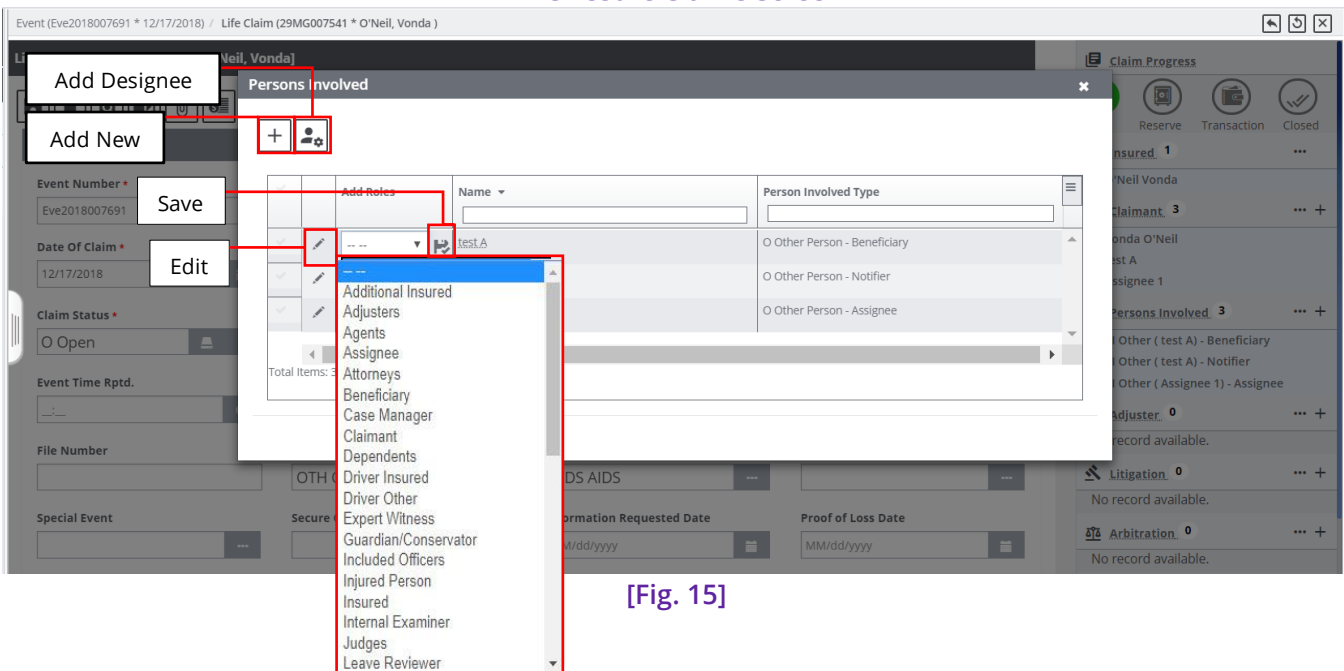 Event (Eve2018007691 * 12/17/2018) / Life Claim (29MG007541 * O'Neil, Vonda )
Neil, Vonda]
Add Designee
Add New
Save
Edit
Persons Involved
Add Roles
Name
Person Involved Type
-- --
test A
O Other Person - Beneficiary
O Other Person - Notifier
O Other Person - Assignee
Total Items: 3
-- --
Additional Insured
Adjusters
Agents
Assignee
Attorneys
Beneficiary
Case Manager
Claimant
Dependents
Driver Insured
Driver Other
Expert Witness
Guardian/Conservator
Included Officers
Injured Person
Insured
Internal Examiner
Judges
Leave Reviewer
Event Number *
Eve2018007691
Date Of Claim *
12/17/2018
Claim Status *
O Open
Event Time Rptd.
__:__
File Number
OTH
DS AIDS
Special Event
Secure
ormation Requested Date
M/dd/yyyy
Proof of Loss Date
MM/dd/yyyy
Claim Progress
Reserve
Transaction
Closed
nsured 1
'Neil Vonda
Claimant 3
onda O'Neil
est A
ssignee 1
Persons Involved 3
Other ( test A) - Beneficiary
Other ( test A) - Notifier
Other ( Assignee 1) - Assignee
Adjuster 0
record available.
Litigation 0
No record available.
Arbitration 0
No record available.
[Fig. 15]